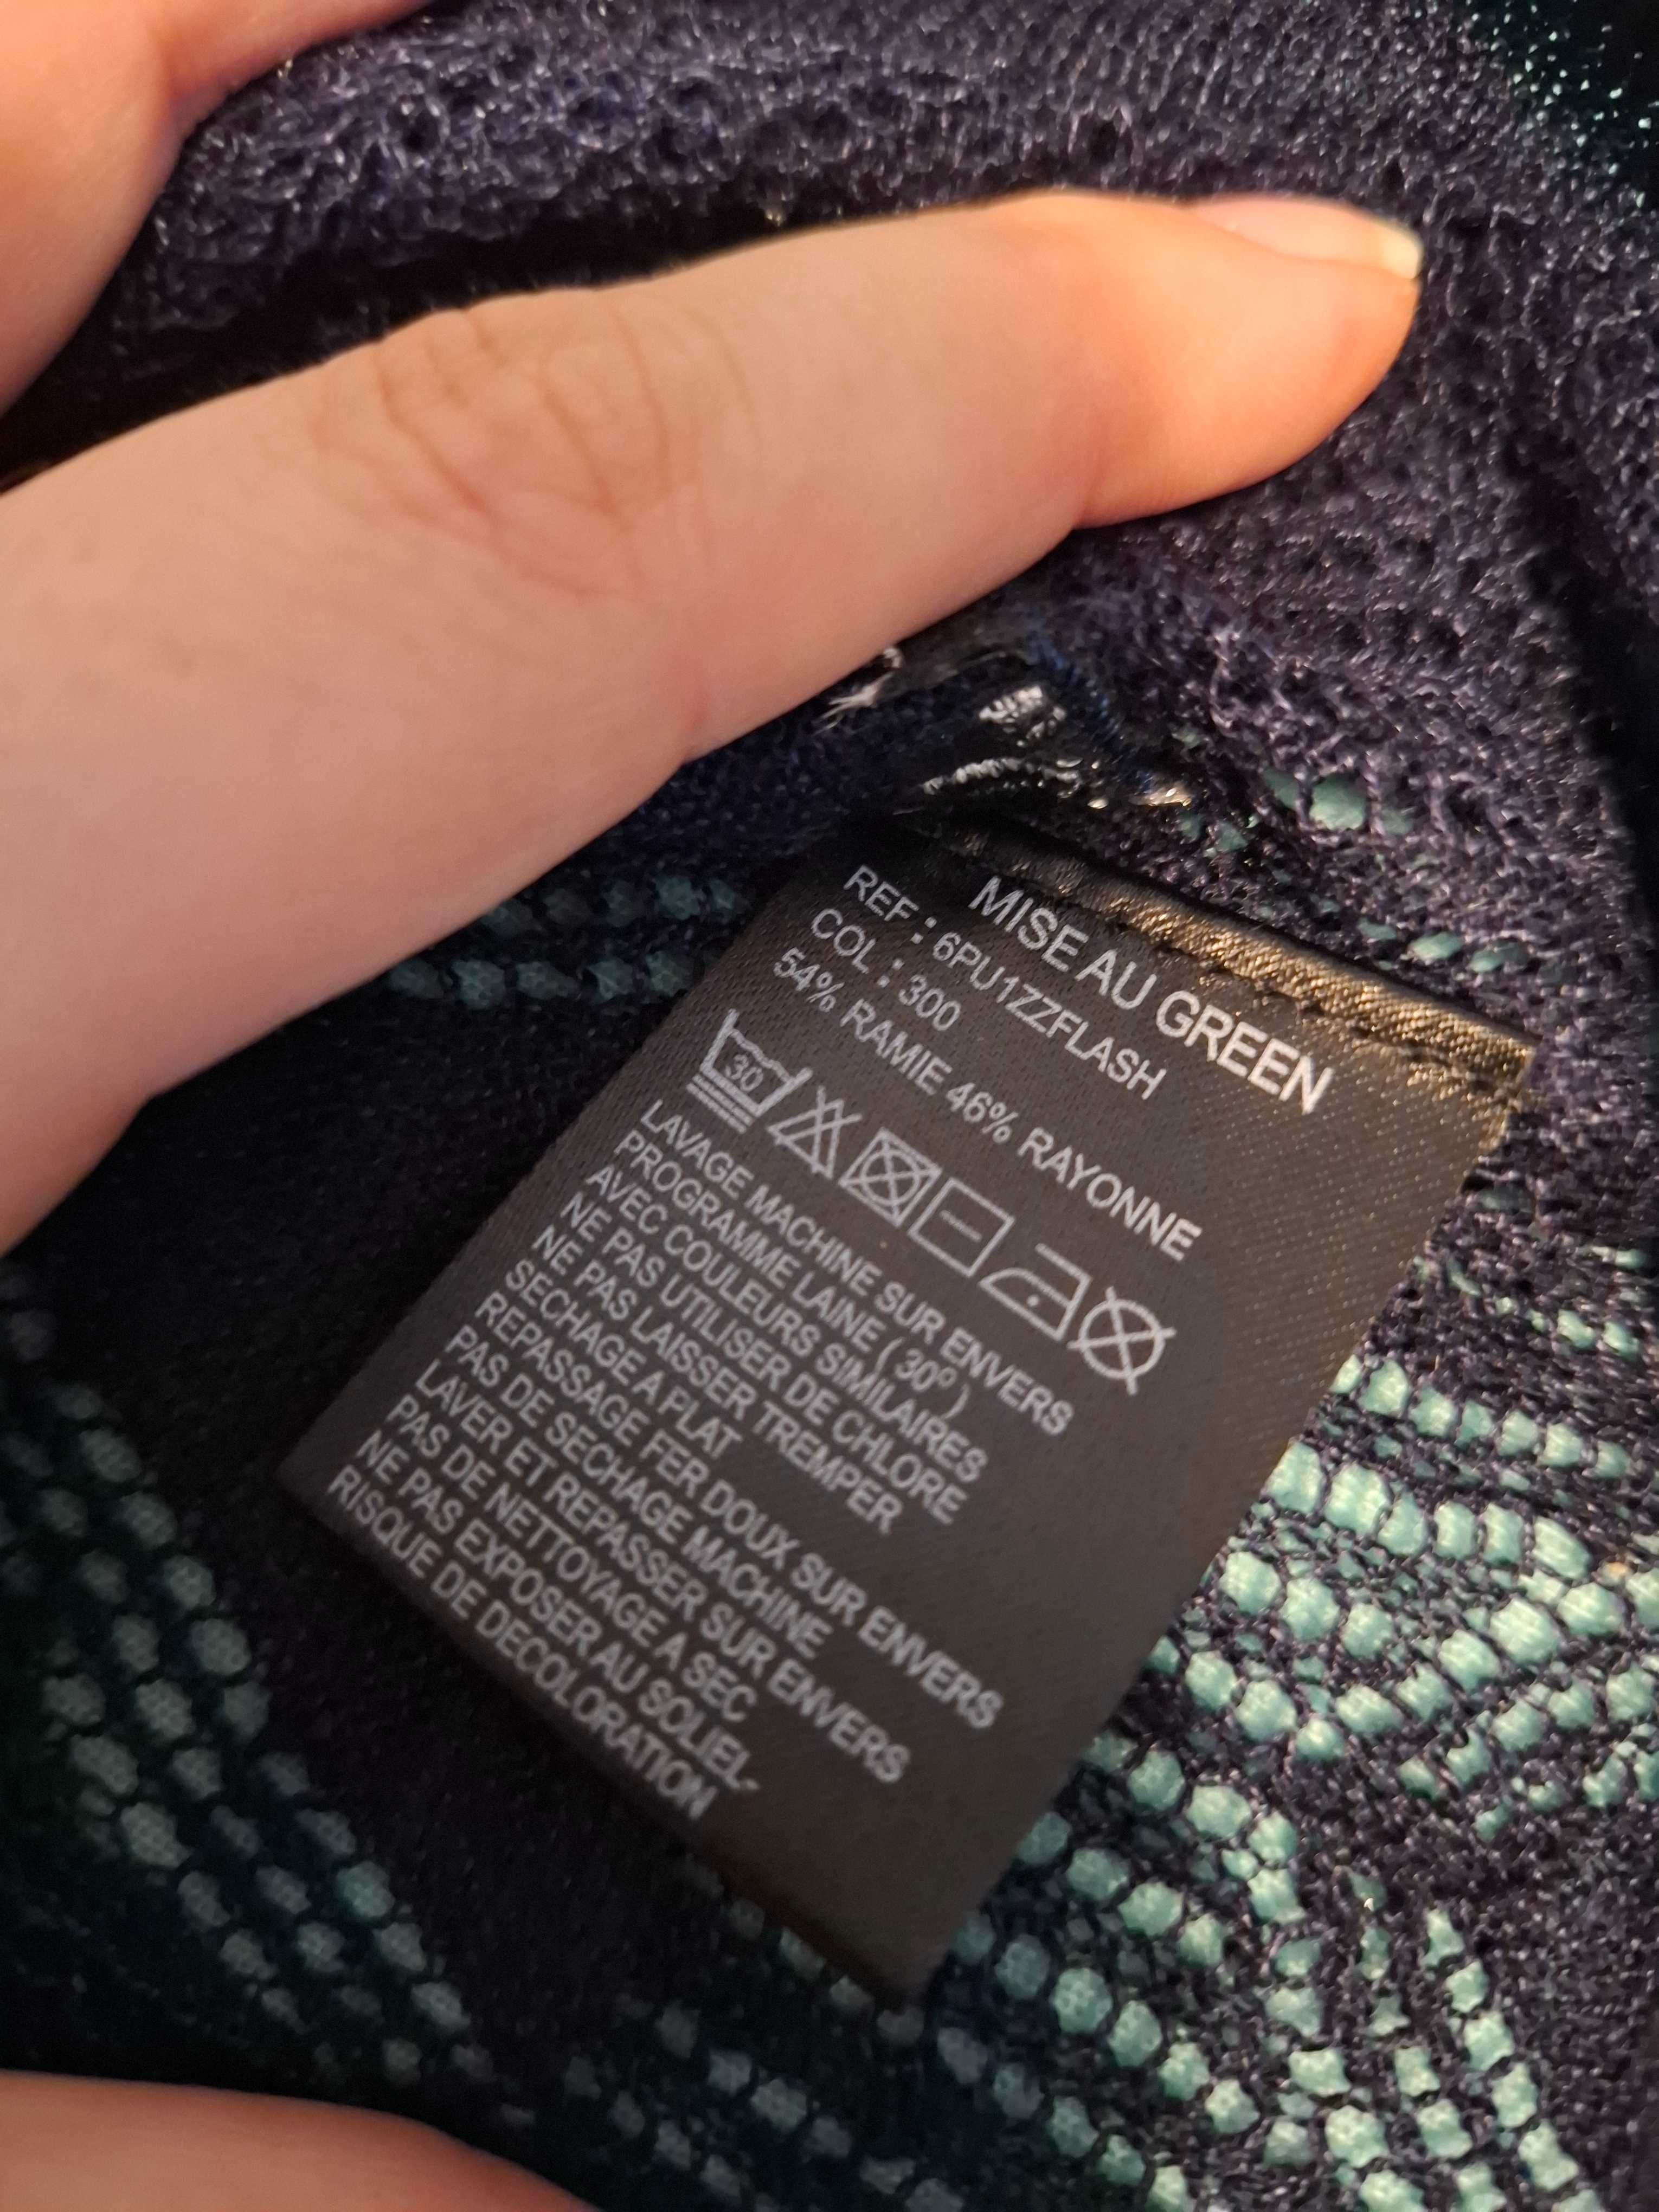 MISE AU GREEN
REF : 6PU1ZZFLASH
COL : 300
54% RAMIE 46% RAYONNE
30
LAVAGE MACHINE SUR ENVERS
PROGRAMME LAINE ( 30º )
AVEC COULEURS SIMILAIRES
NE PAS UTILISER DE CHLORE
NE PAS LAISSER TREMPER
SECHAGE A PLAT
REPASSAGE FER DOUX SUR ENVERS
PAS DE SECHAGE MACHINE
LAVER ET REPASSER SUR ENVERS
PAS DE NETTOYAGE A SEC
NE PAS EXPOSER AU SOLIEL-
RISQUE DE DECOLORATION